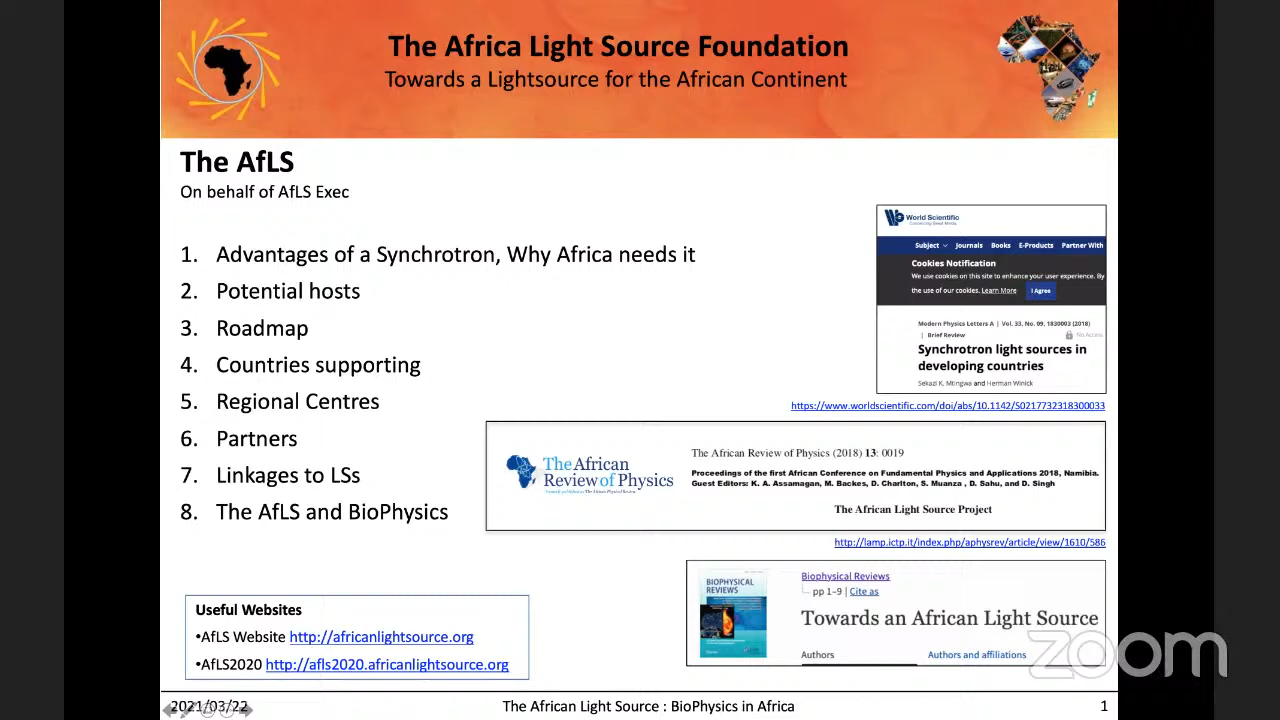 The Africa Light Source Foundation
Towards a Lightsource for the African Continent
The AfLS
On behalf of AfLS Exec
1. Advantages of a Synchrotron, Why Africa needs it
2. Potential hosts
3. Roadmap
4. Countries supporting
5. Regional Centres
6. Partners
7. Linkages to LSs
8. The AfLS and BioPhysics
World Scientific
Connecting Great Minds
Subject Journals Books E-Products Partner With
Cookies Notification
We use cookies on this site to enhance your user experience. By
the use of our cookies. Learn More I Agree
Modern Physics Letters A | Vol. 33, No. 09, 1830003 (2018)
| Brief Review No Access
Synchrotron light sources in
developing countries
Sekazi K. Mtingwa and Herman Winick
https://www.worldscientific.com/doi/abs/10.1142/S0217732318300033
The African
Review of Physics
The African Review of Physics (2018) 13: 0019
Proceedings of the first African Conference on Fundamental Physics and Applications 2018, Namibia.
Guest Editors: K. A. Assamagan, M. Backes, D. Charlton, S. Muanza , D. Sahu, and D. Singh
The African Light Source Project
http://lamp.ictp.it/index.php/aphysrev/article/view/1610/586
BIOPHYSICAL
REVIEWS
Biophysical Reviews
pp 1–9 | Cite as
Towards an African Light Source
Authors Authors and affiliations
Useful Websites
•AfLS Website http://africanlightsource.org
•AfLS2020 http://afls2020.africanlightsource.org
zoom
2021/03/22 The African Light Source : BioPhysics in Africa 1